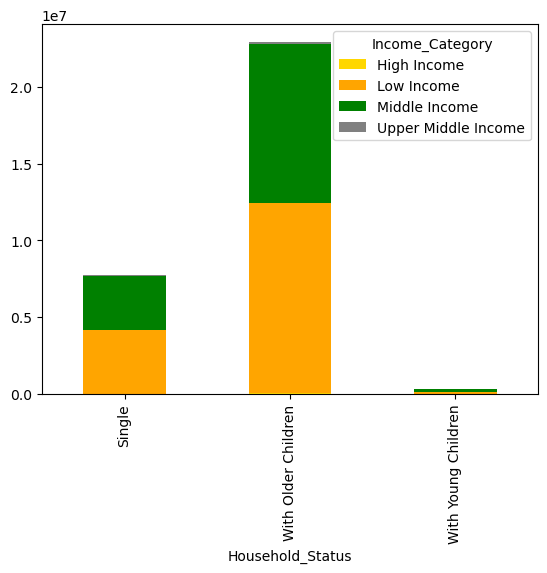 1e7
Income_Category
High Income
Low Income
Middle Income
Upper Middle Income
2.0
1.5
1.0
0.5
0.0
Single
With Older Children
With Young Children
Household_Status